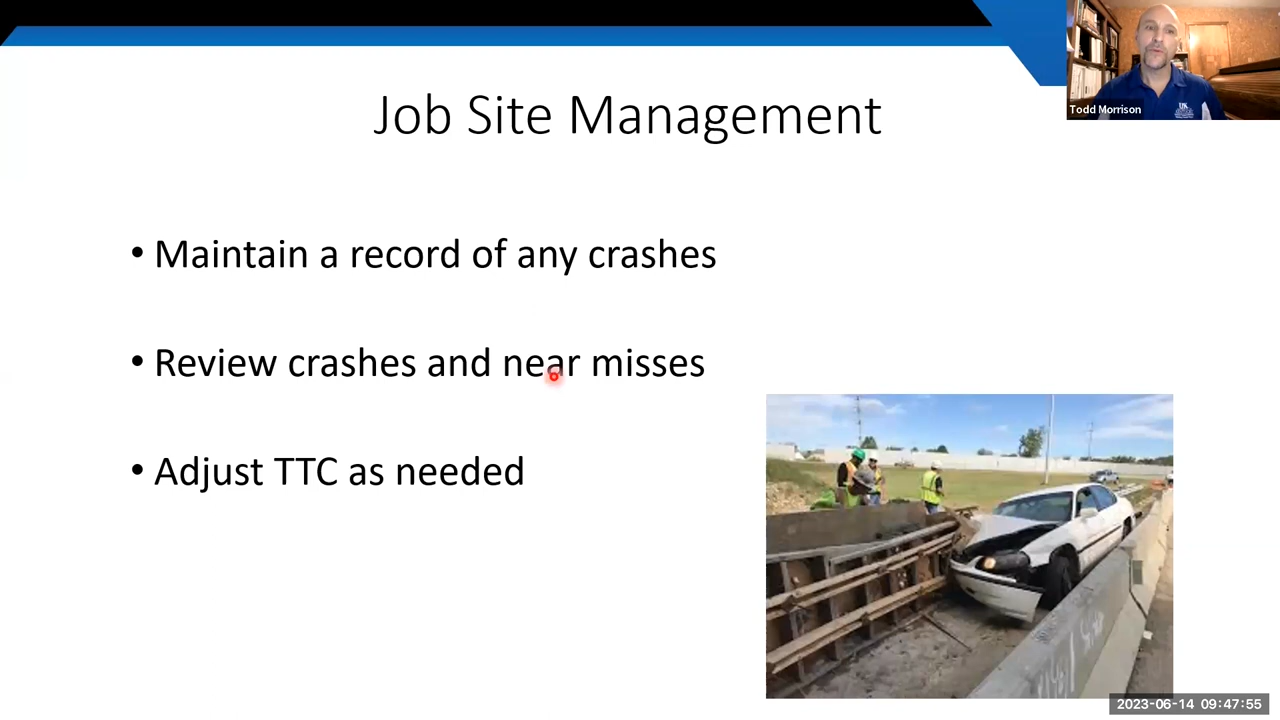 Job Site Management
Todd Morrison
UK
• Maintain a record of any crashes
• Review crashes and near misses
• Adjust TTC as needed
2023-06-14 09:47:55